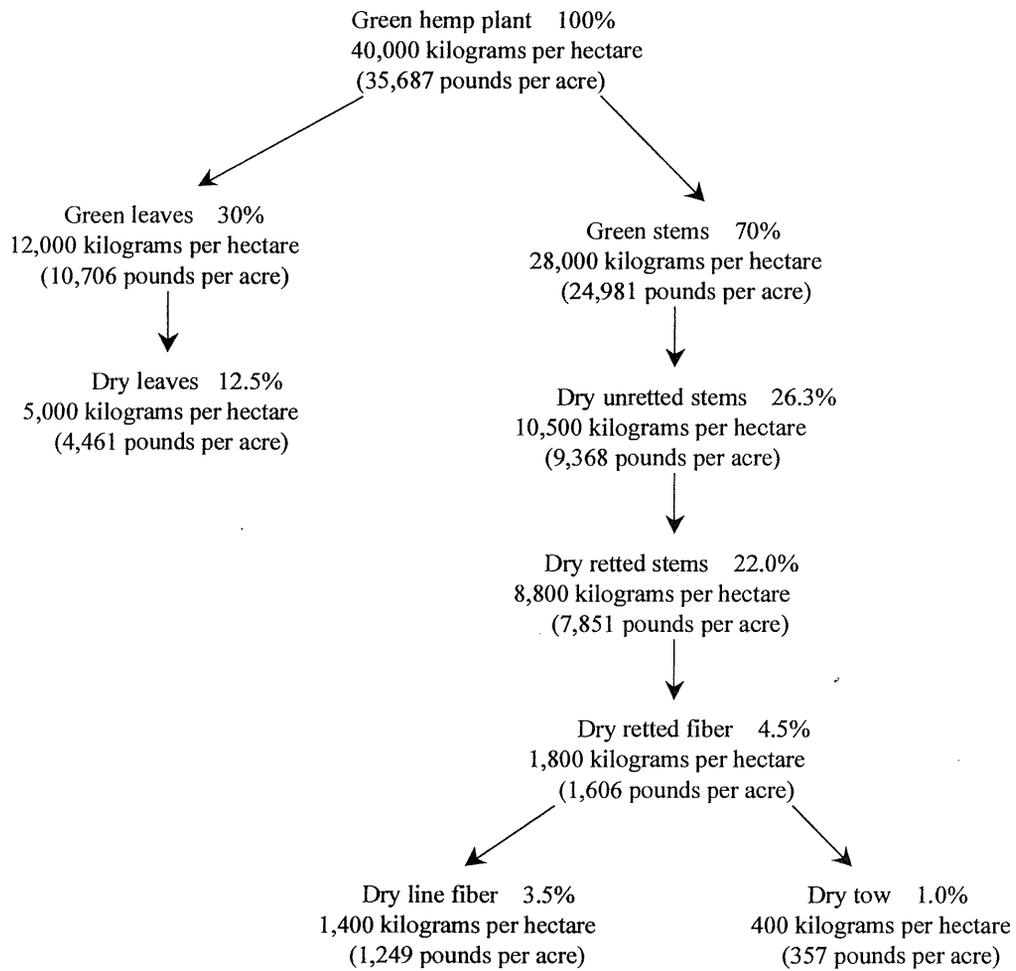 Green hemp plant 100%
40,000 kilograms per hectare
(35,687 pounds per acre)
Green leaves 30%
12,000 kilograms per hectare
(10,706 pounds per acre)
Green stems 70%
28,000 kilograms per hectare
(24,981 pounds per acre)
Dry leaves 12.5%
5,000 kilograms per hectare
(4,461 pounds per acre)
Dry unretted stems 26.3%
10,500 kilograms per hectare
(9,368 pounds per acre)
Dry retted stems 22.0%
8,800 kilograms per hectare
(7,851 pounds per acre)
Dry retted fiber 4.5%
1,800 kilograms per hectare
(1,606 pounds per acre)
Dry line fiber 3.5%
1,400 kilograms per hectare
(1,249 pounds per acre)
Dry tow 1.0%
400 kilograms per hectare
(357 pounds per acre)